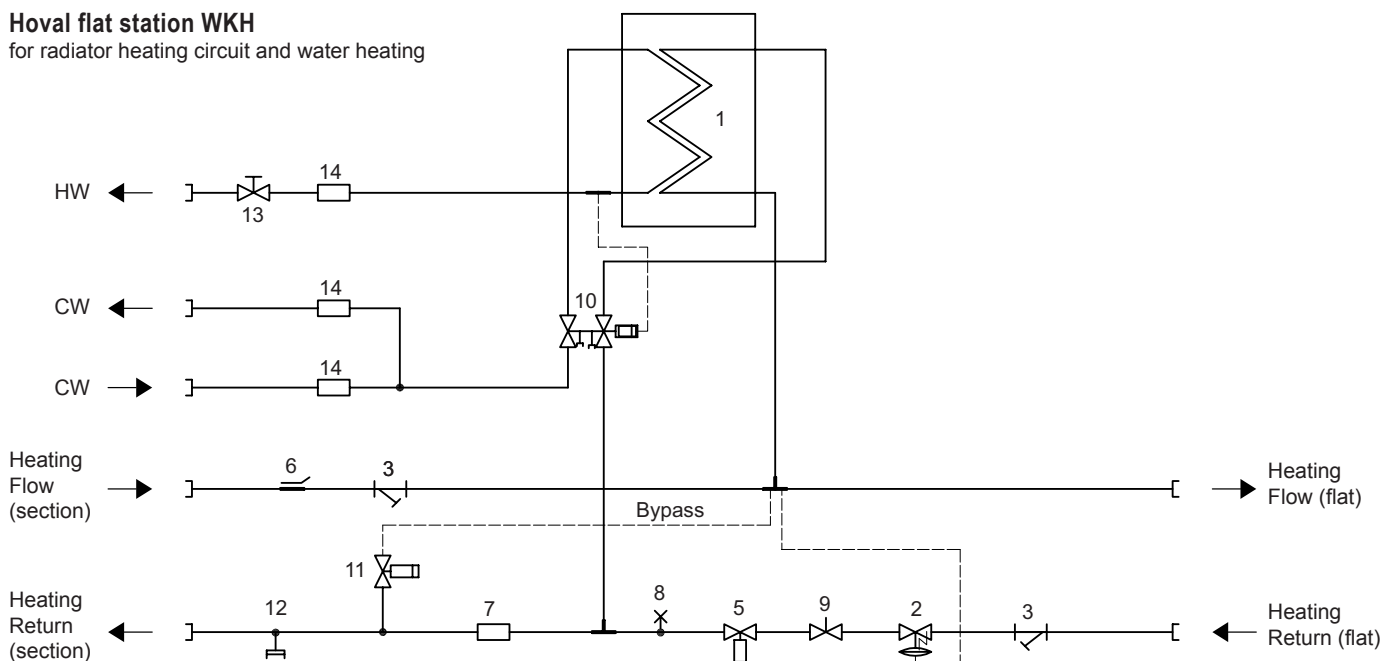 Hoval flat station WKH
for radiator heating circuit and water heating
1
HW
14
13
CW
14
10
CW
14
Heating
Flow
(section)
6
3
Heating
Flow (flat)
Bypass
11
Heating
Return
(section)
12
7
8
5
9
2
3
Heating
Return (flat)